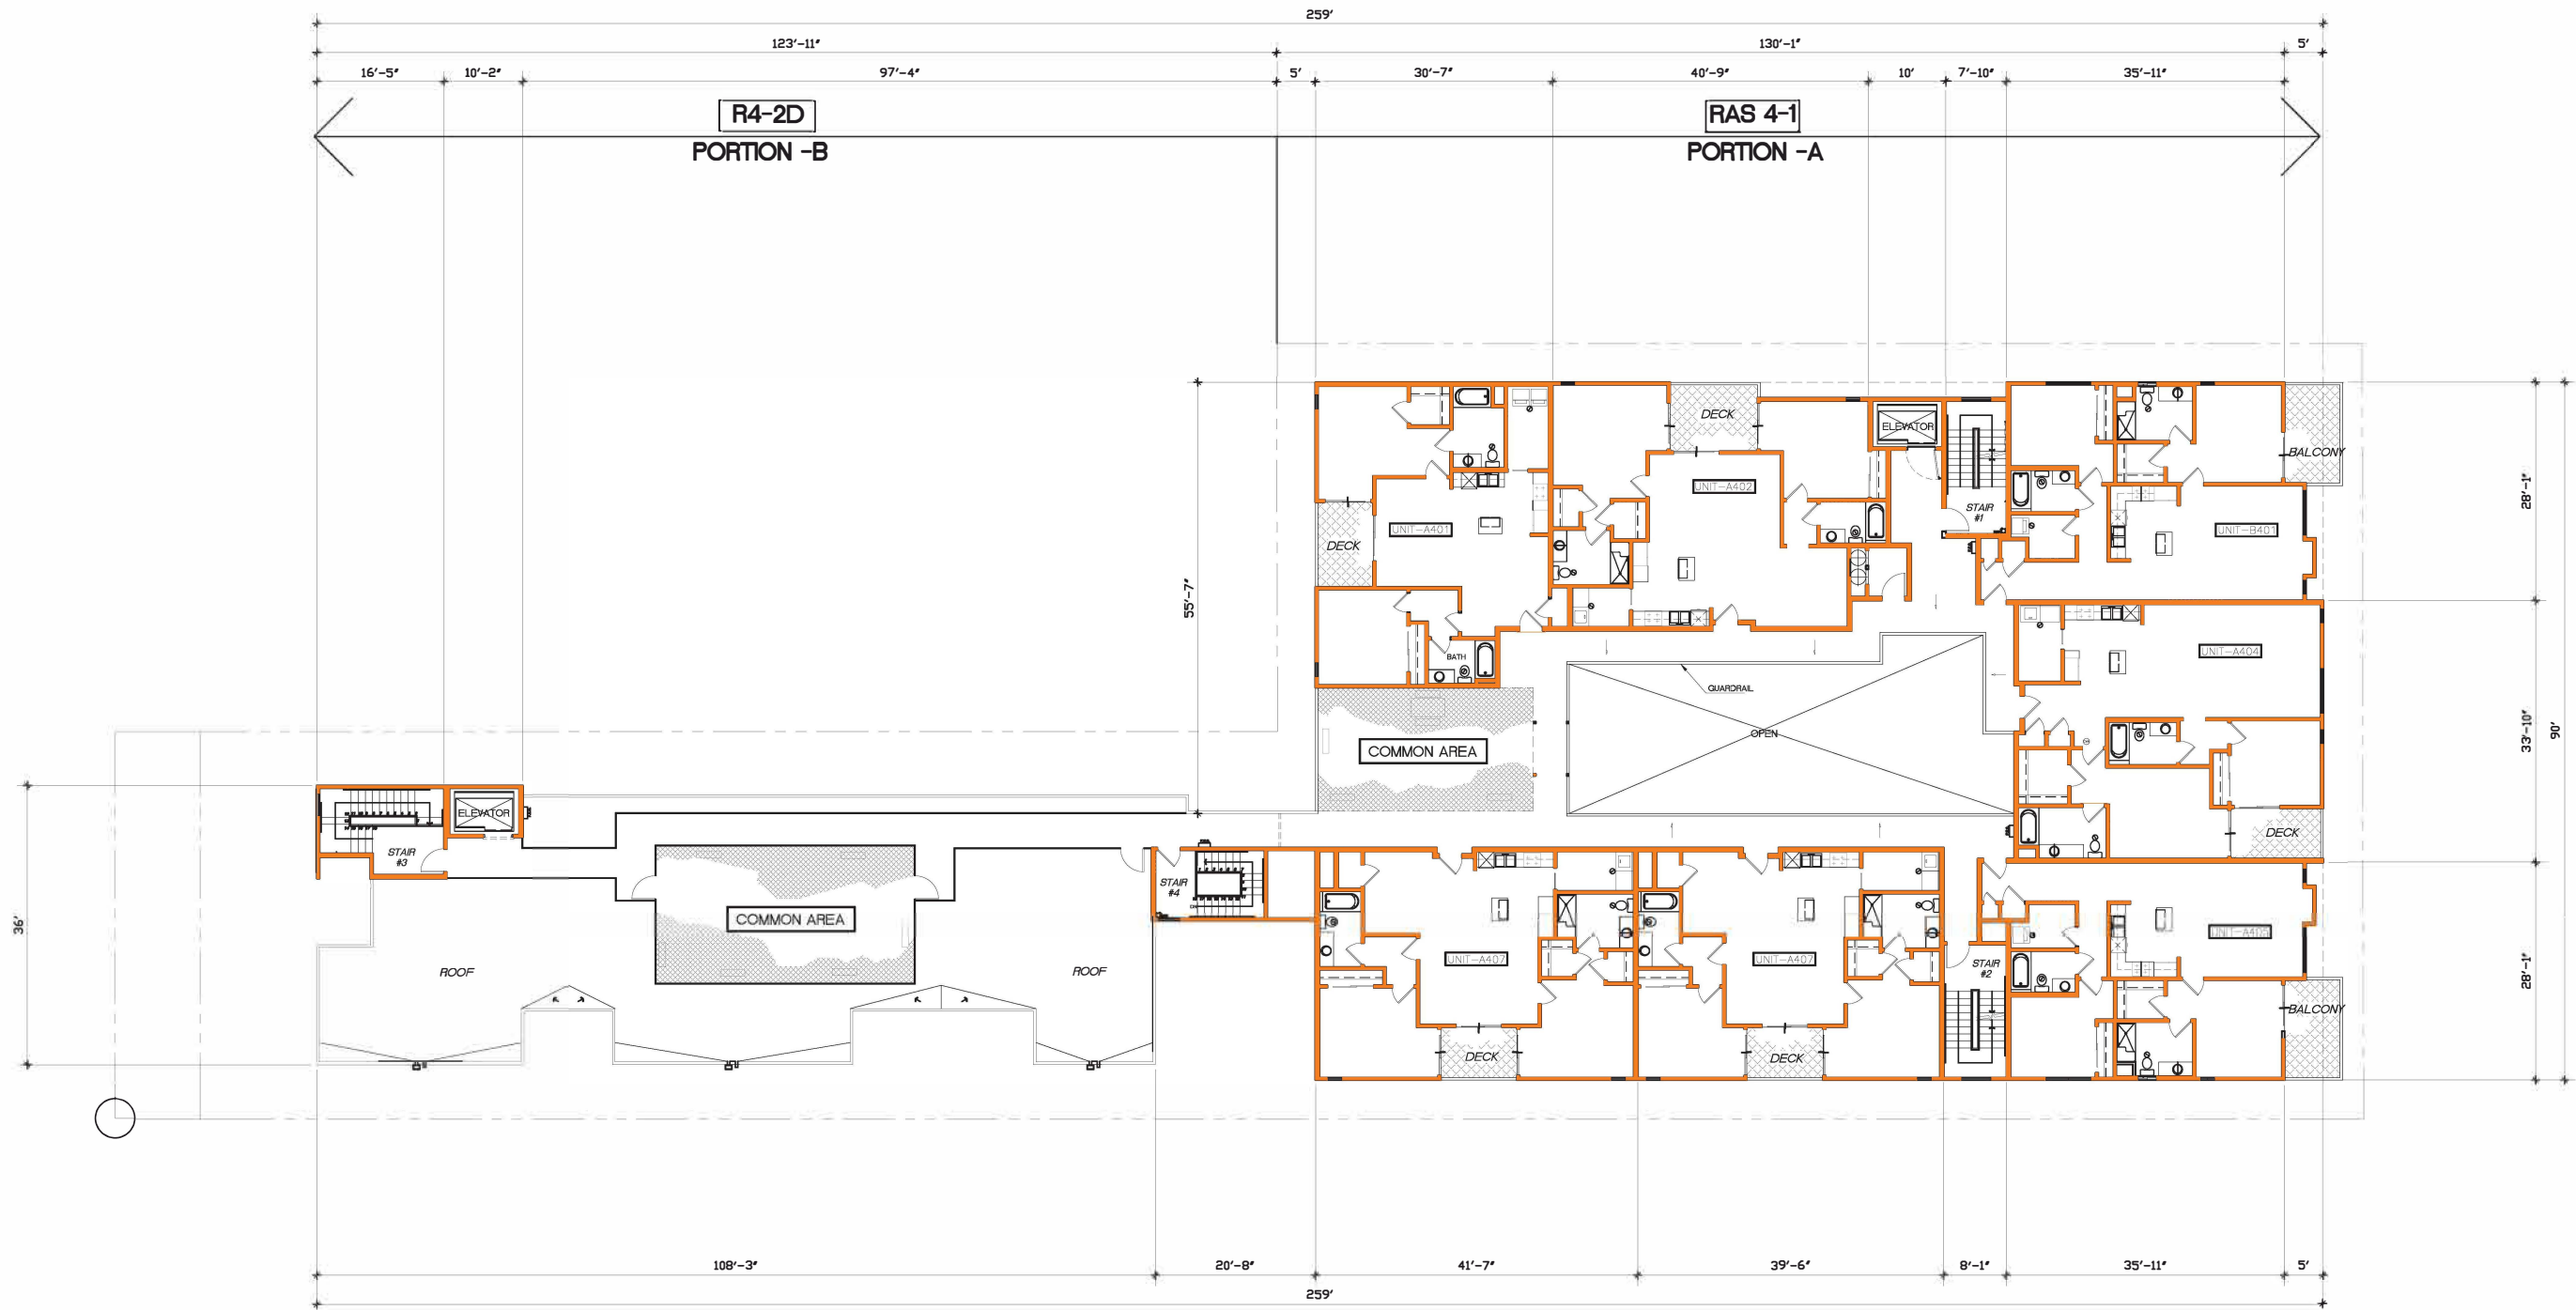 259'
123'-11"
130'-1"
5'
16'-5"
10'-2"
97'-4"
5'
30'-7"
40'-9"
10'
7'-10"
35'-11"
R4-2D
PORTION -B
RAS 4-1
PORTION -A
DECK
ELEVATOR
BALCONY
UNIT-A402
28'-1"
STAIR
#1
UNIT-A401
UNIT-B401
DECK
55'-7"
BATH
UNIT-A404
GUARDRAIL
OPEN
COMMON AREA
33'-10"
90'
ELEVATOR
DECK
STAIR
#3
STAIR
#4
36'
COMMON AREA
ROOF
ROOF
UNIT-A407
UNIT-A407
STAIR
#2
28'-1"
BALCONY
DECK
DECK
108'-3"
20'-8"
41'-7"
39'-6"
8'-1"
35'-11"
5'
259'